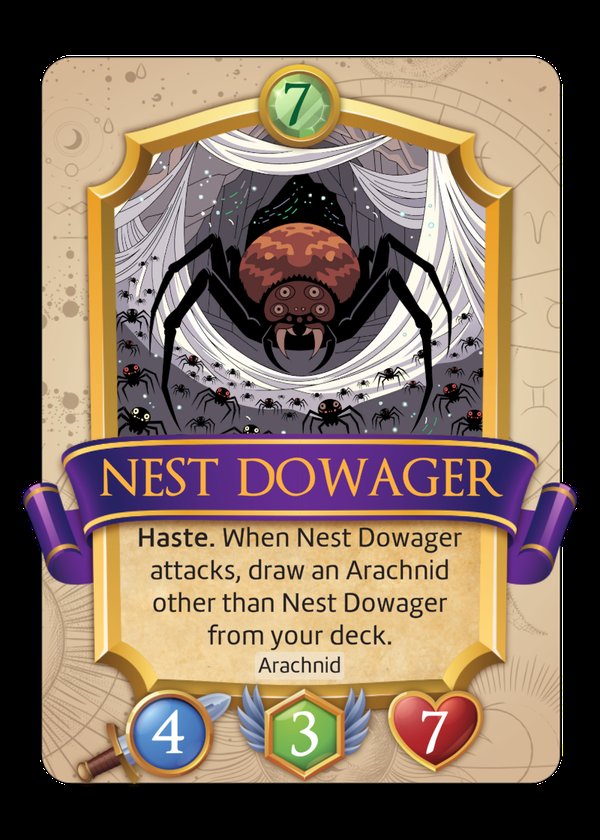 7
NEST DOWAGER
Haste. When Nest Dowager
attacks, draw an Arachnid
other than Nest Dowager
from your deck.
Arachnid
4 3 7